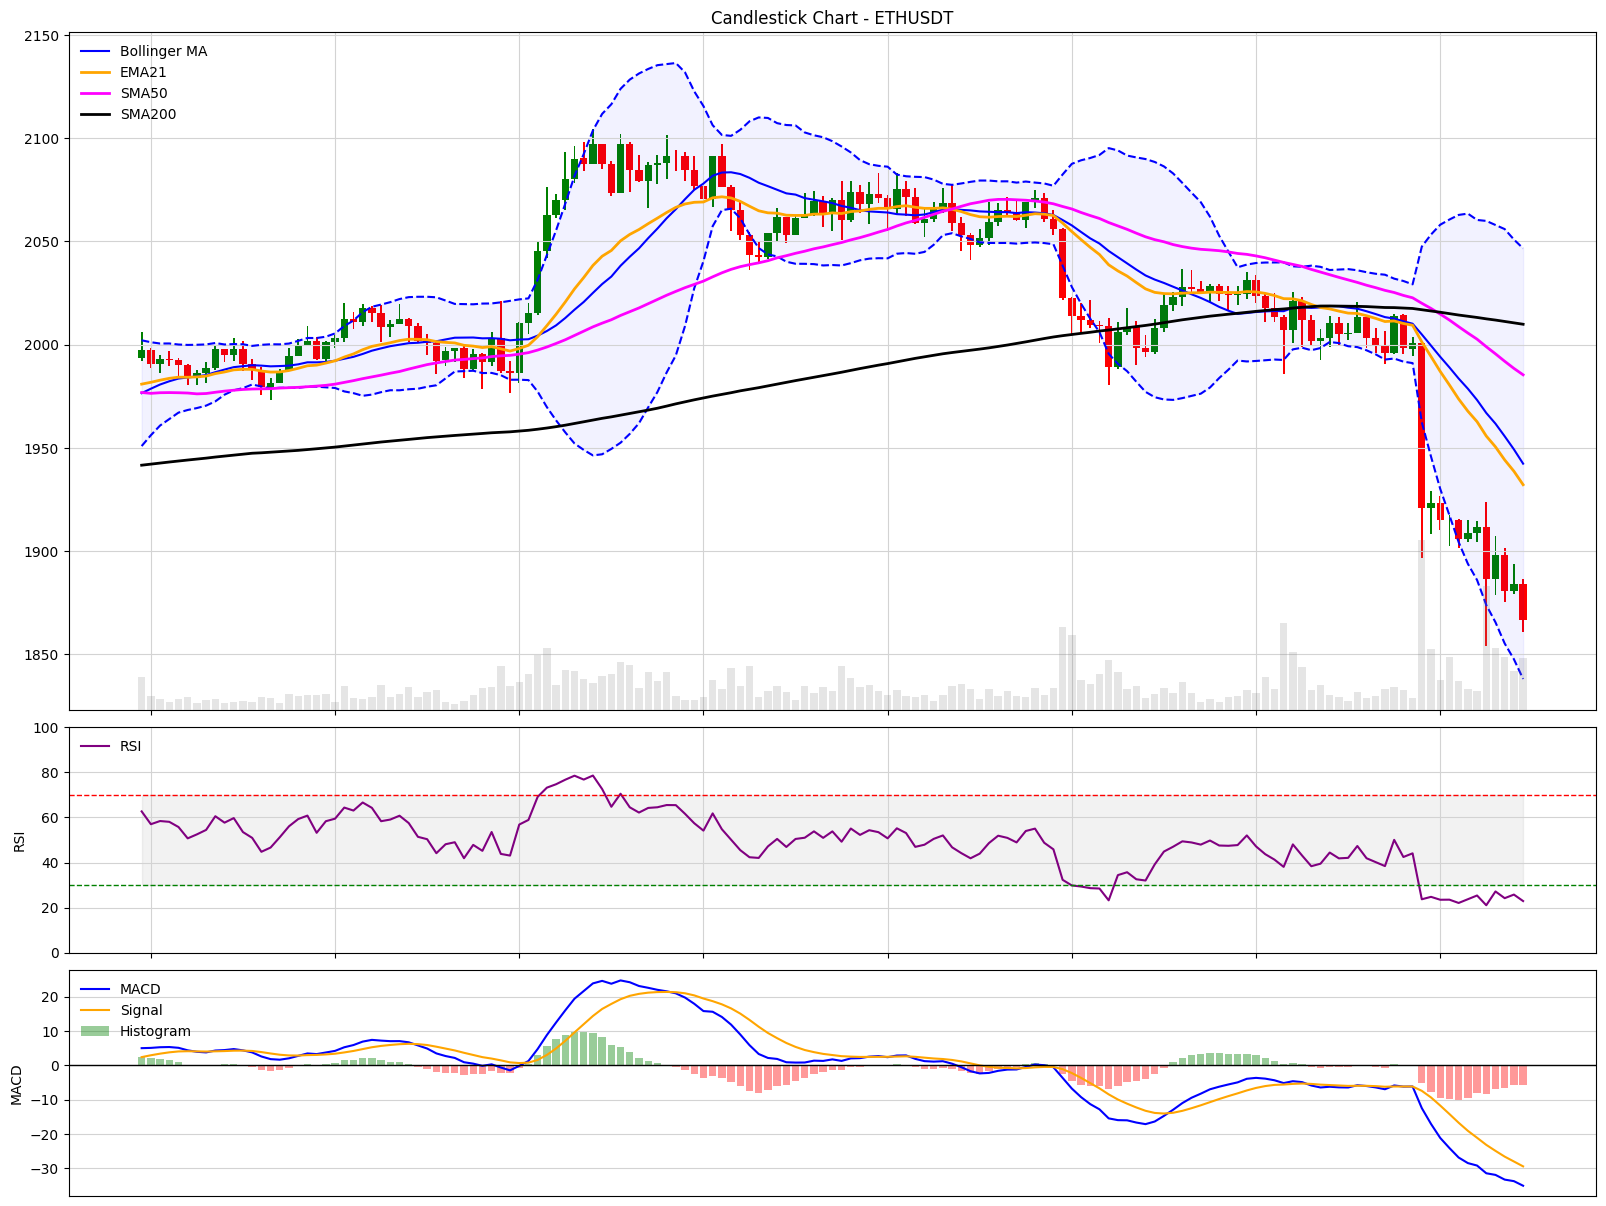 Candlestick Chart - ETHUSDT
2150
2100
2050
2000
1950
1900
1850
Bollinger MA
EMA21
SMA50
SMA200
100
80
60
40
20
0
RSI
RSI
20
10
0
−10
−20
−30
MACD
MACD
Signal
Histogram